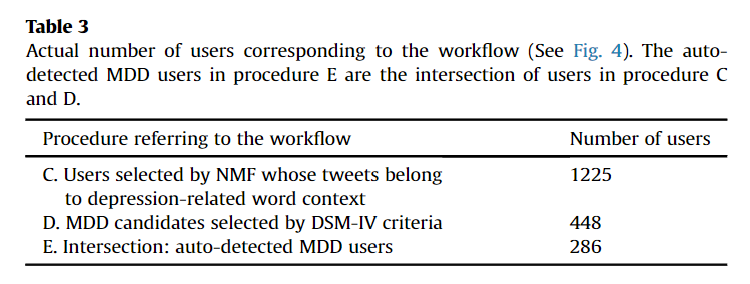 Table 3
Actual number of users corresponding to the workflow (See Fig. 4). The auto-
detected MDD users in procedure E are the intersection of users in procedure C
and D.
Procedure referring to the workflow Number of users
C. Users selected by NMF whose tweets belong 1225
to depression-related word context
D. MDD candidates selected by DSM-IV criteria 448
E. Intersection: auto-detected MDD users 286